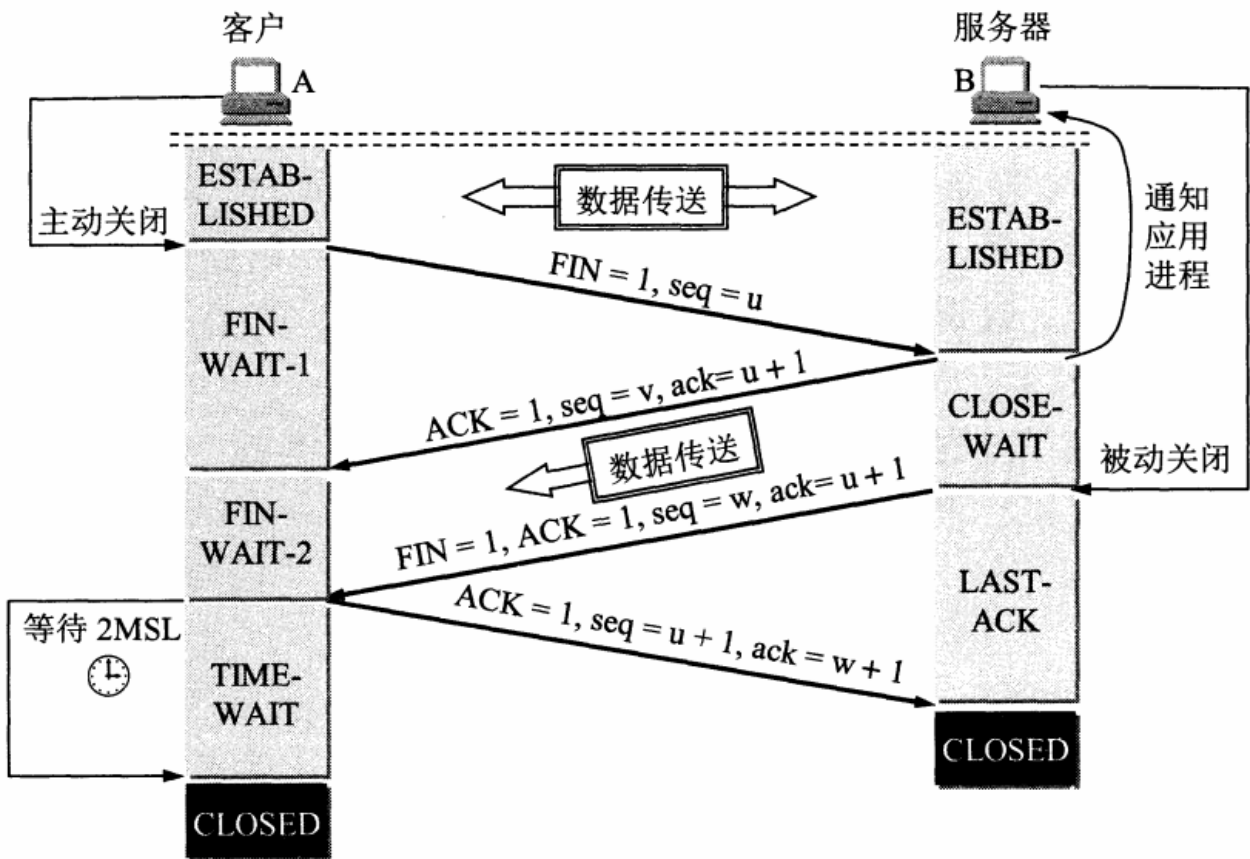 客户
服务器
A
B
ESTAB-
LISHED
数据传送
ESTAB-
LISHED
通知
应用
进程
主动关闭
FIN = 1, seq = u
FIN-
WAIT-1
ACK = 1, seq = v, ack= u + 1
CLOSE-
WAIT
数据传送
被动关闭
FIN-
WAIT-2
FIN = 1, ACK = 1, seq = w, ack= u + 1
LAST-
ACK
ACK = 1, seq = u + 1, ack = w + 1
等待 2MSL
TIME-
WAIT
CLOSED
CLOSED